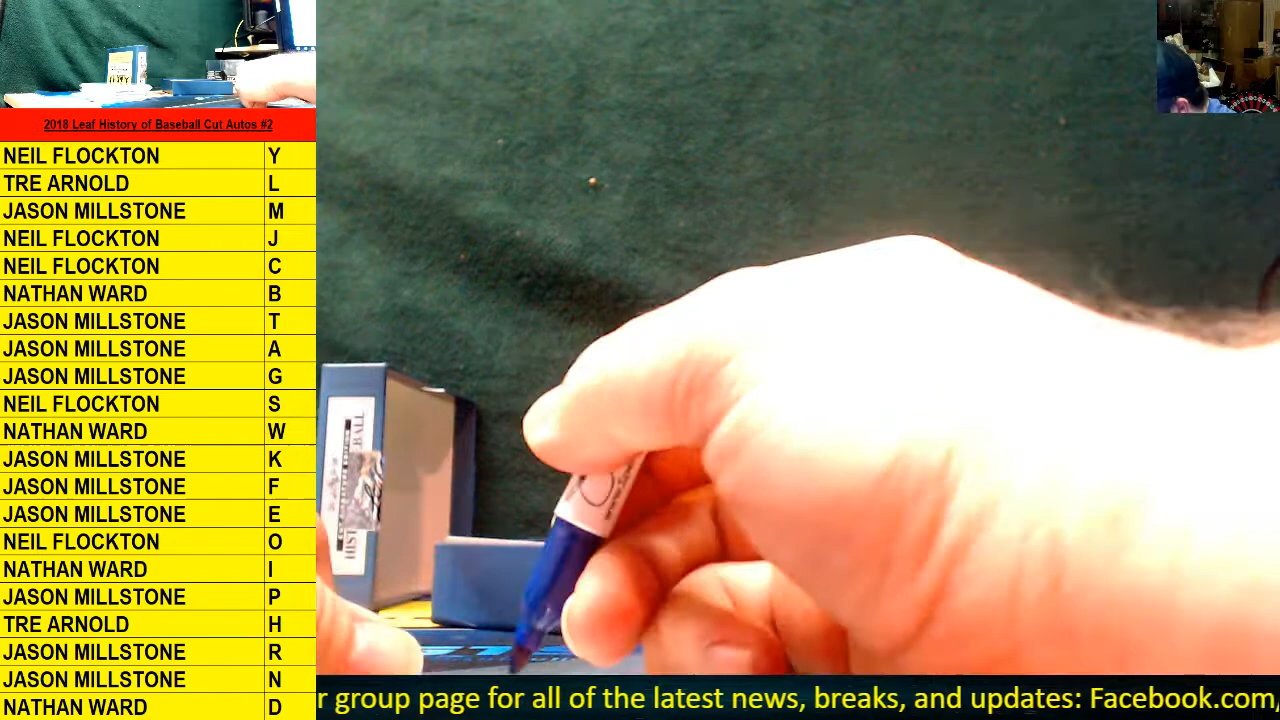 2018 Leaf History of Baseball Cut Autos #2
NEIL FLOCKTON Y
TRE ARNOLD L
JASON MILLSTONE M
NEIL FLOCKTON J
NEIL FLOCKTON C
NATHAN WARD B
JASON MILLSTONE T
JASON MILLSTONE A
JASON MILLSTONE G
NEIL FLOCKTON S
NATHAN WARD W
JASON MILLSTONE K
JASON MILLSTONE F
JASON MILLSTONE E
NEIL FLOCKTON O
NATHAN WARD I
JASON MILLSTONE P
TRE ARNOLD H
JASON MILLSTONE R
JASON MILLSTONE N
NATHAN WARD D
r group page for all of the latest news, breaks, and updates: Facebook.com/